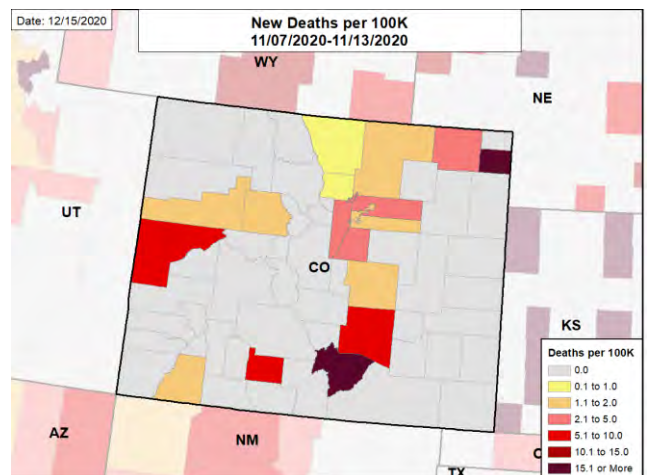 Date: 12/15/2020
New Deaths per 100K
11/07/2020-11/13/2020
WY
NE
UT
CO
KS
Deaths per 100K
0.0
0.1 to 1.0
1.1 to 2.0
2.1 to 5.0
5.1 to 10.0
10.1 to 15.0
15.1 or More
AZ
NM
TX